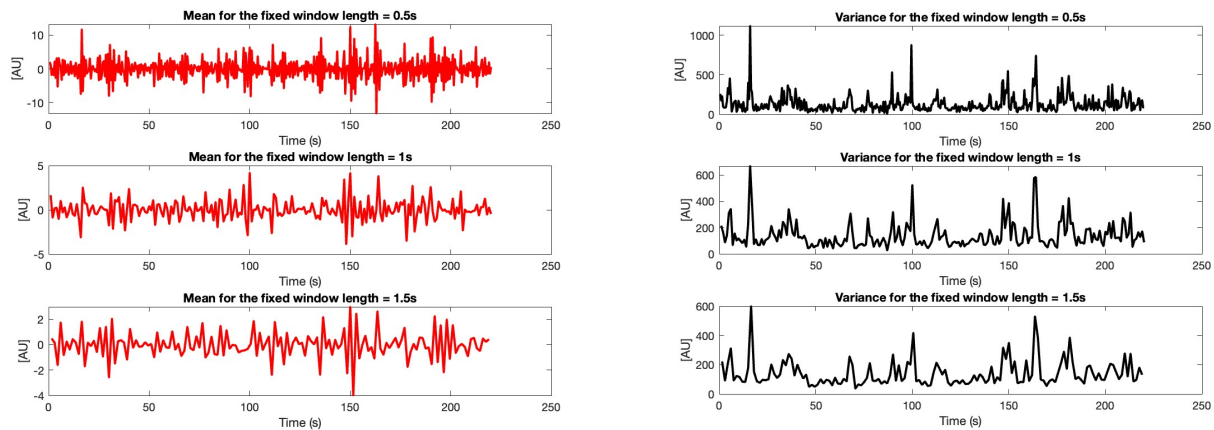 Mean for the fixed window length = 0.5s
10
0
-10
[AU]
0 50 100 150 200 250
Time (s)
Mean for the fixed window length = 1s
5
0
-5
[AU]
0 50 100 150 200 250
Time (s)
Mean for the fixed window length = 1.5s
2
0
-2
-4
[AU]
0 50 100 150 200 250
Time (s)
Variance for the fixed window length = 0.5s
1000
500
0
[AU]
0 50 100 150 200 250
Time (s)
Variance for the fixed window length = 1s
600
400
200
0
[AU]
0 50 100 150 200 250
Time (s)
Variance for the fixed window length = 1.5s
600
400
200
0
[AU]
0 50 100 150 200 250
Time (s)